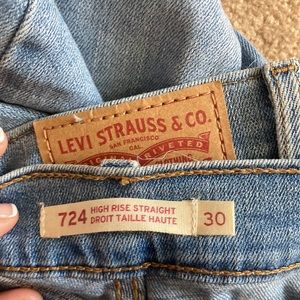 LEVI STRAUSS & CO.
SAN FRANCISCO
CAL.
RIVETED
724 HIGH RISE STRAIGHT 30
DROIT TAILLE HAUTE